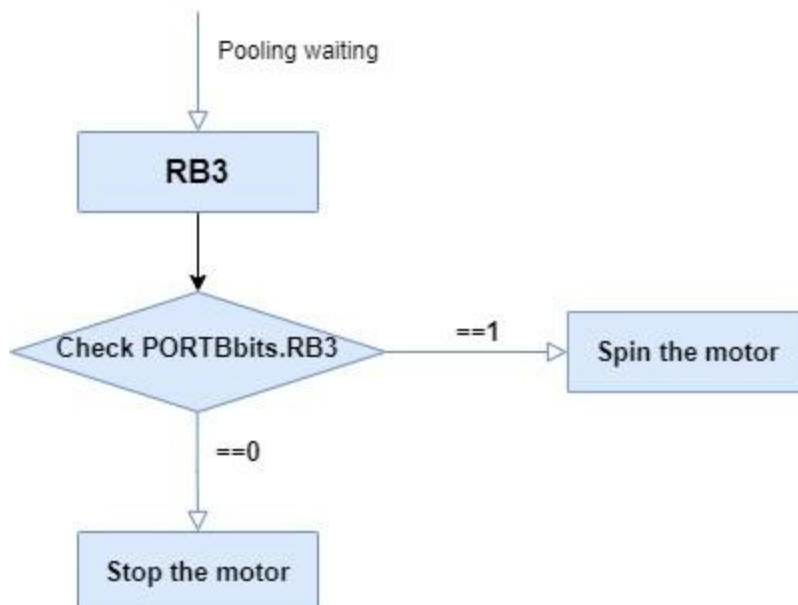 Pooling waiting
RB3
Check PORTBbits.RB3
==1
Spin the motor
==0
Stop the motor